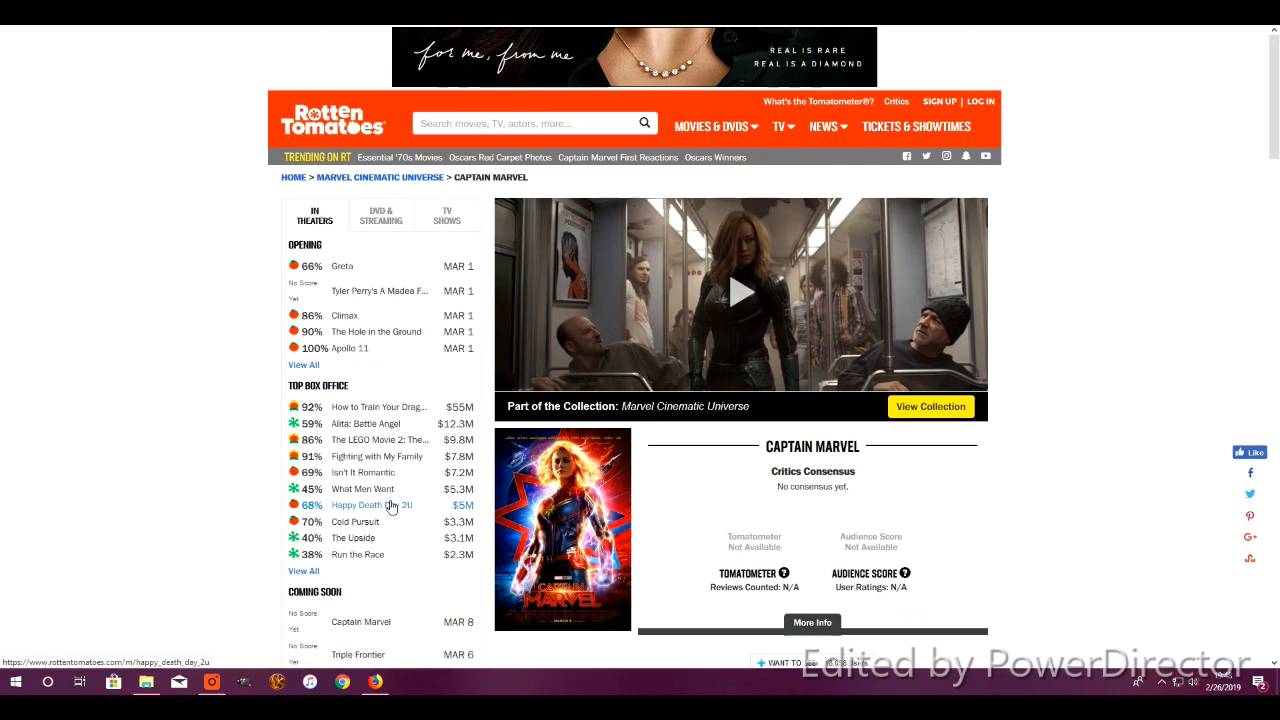 for me, from me
REAL IS RARE
REAL IS A DIAMOND
What's the Tomatometer®? Critics SIGN UP | LOG IN
Rotten
Tomatoes
Search movies, TV, actors, more...
MOVIES & DVDS TV NEWS TICKETS & SHOWTIMES
TRENDING ON RT Essential '70s Movies Oscars Red Carpet Photos Captain Marvel First Reactions Oscars Winners
HOME > MARVEL CINEMATIC UNIVERSE > CAPTAIN MARVEL
IN THEATERS
DVD & STREAMING
TV SHOWS
OPENING
66% Greta MAR 1
No Score Yet Tyler Perry's A Madea F... MAR 1
86% Climax MAR 1
90% The Hole in the Ground MAR 1
100% Apollo 11 MAR 1
View All
TOP BOX OFFICE
92% How to Train Your Drag... $55M
59% Alita: Battle Angel $12.3M
86% The LEGO Movie 2: The... $9.8M
91% Fighting with My Family $7.8M
69% Isn't It Romantic $7.2M
45% What Men Want $5.3M
68% Happy Death Day 2U $5M
70% Cold Pursuit $3.3M
40% The Upside $3.1M
38% Run the Race $2.3M
View All
COMING SOON
No Score Yet Captain Marvel MAR 8
No Score Yet Triple Frontier MAR 6
Part of the Collection: Marvel Cinematic Universe View Collection
CAPTAIN MARVEL
MARCH 8
CAPTAIN MARVEL
Critics Consensus
No consensus yet.
Tomatometer
Not Available
Audience Score
Not Available
TOMATOMETER ?
Reviews Counted: N/A
AUDIENCE SCORE ?
User Ratings: N/A
More Info
WANT TO SEE
Like
https://www.rottentomatoes.com/m/happy_death_day_2u
Edited by PowerDirector
2/26/2019
2